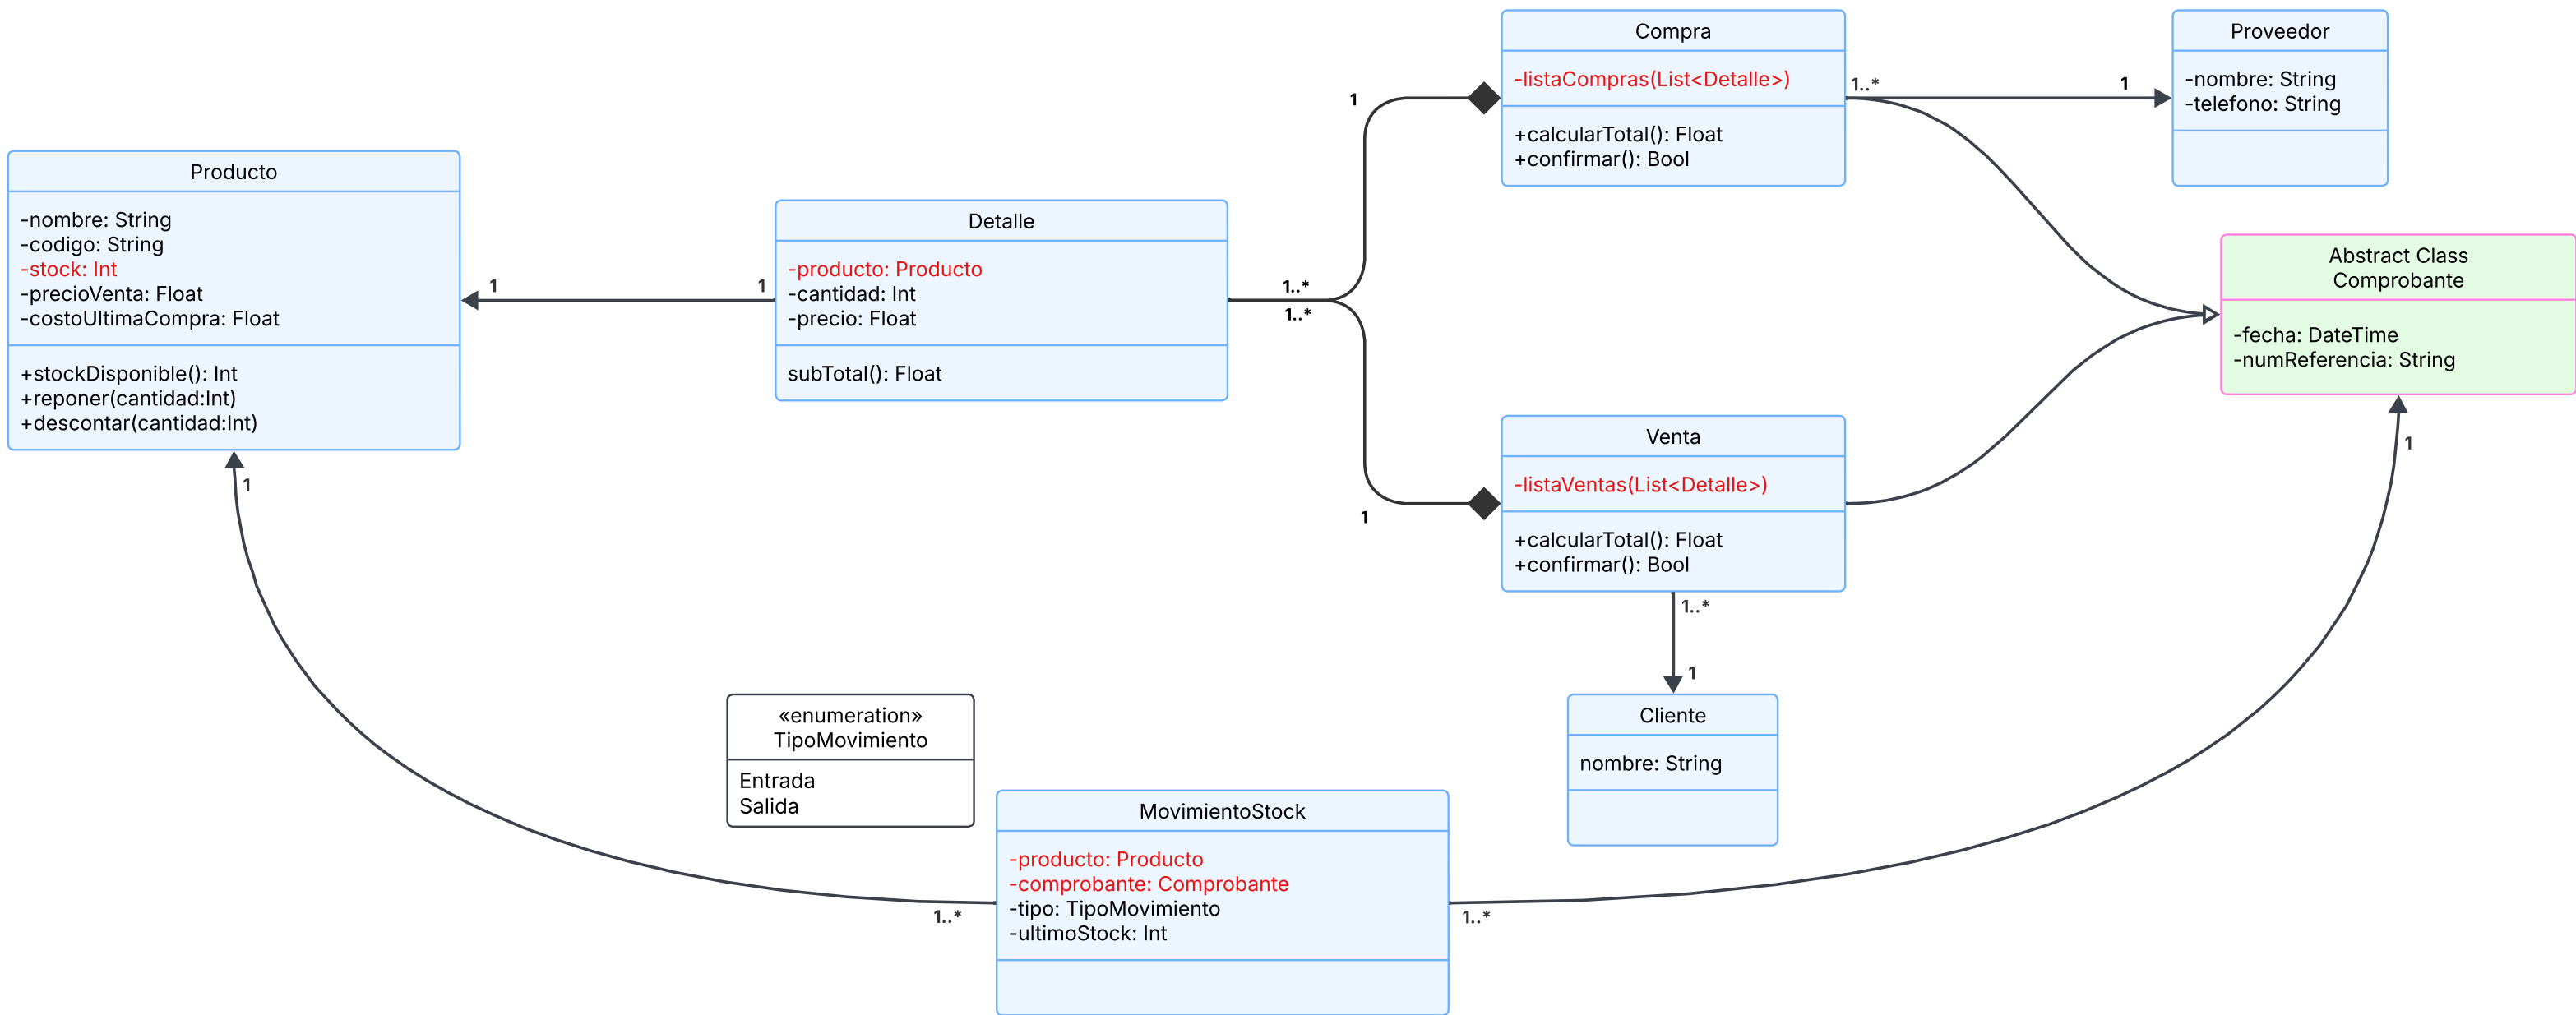 Compra
-listaCompras(List<Detalle>)
+calcularTotal(): Float
+confirmar(): Bool
1..*
1
Proveedor
-nombre: String
-telefono: String
1
Producto
-nombre: String
-codigo: String
-stock: Int
-precioVenta: Float
-costoUltimaCompra: Float
+stockDisponible(): Int
+reponer(cantidad:Int)
+descontar(cantidad:Int)
1
1
Detalle
-producto: Producto
-cantidad: Int
-precio: Float
subTotal(): Float
1..*
1..*
Abstract Class
Comprobante
-fecha: DateTime
-numReferencia: String
Venta
-listaVentas(List<Detalle>)
+calcularTotal(): Float
+confirmar(): Bool
1
1
1
1..*
1
Cliente
nombre: String
«enumeration»
TipoMovimiento
Entrada
Salida
MovimientoStock
-producto: Producto
-comprobante: Comprobante
-tipo: TipoMovimiento
-ultimoStock: Int
1..*
1..*